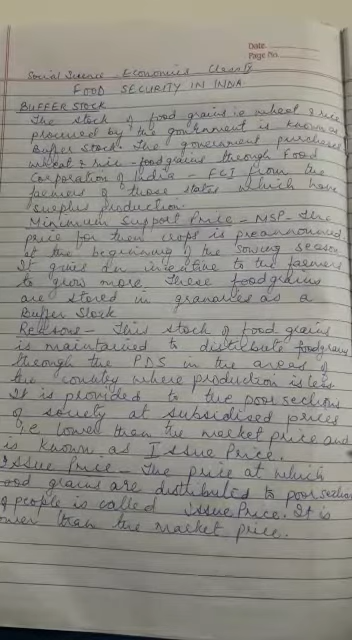 Date
Page No.
Social Science - Economics - Class IX
FOOD SECURITY IN INDIA
BUFFER STOCK
The stock of food grains ie wheat & rice
procured by the government is known as
Buffer Stock. The government purchases
wheat & rice - foodgrains through Food
Corporation of India - FCI from the
farmers of those states which have
surplus production.
Minimum Support Price - MSP - The
price for their crops is preannounced
at the beginning of the sowing season.
It gives an incentive to the farmers
to grow more. These foodgrains
are stored in granaries as a
Buffer Stock
Reasons - This stock of food grains
is maintained to distribute foodgrains
through the PDS in the areas of
the country where production is less
It is provided to the poor sections
of society at subsidised prices
i.e lower than the market price and
is known as Issue Price.
Issue Price - The price at which
food grains are distributed to poor section
of people is called Issue Price. It is
lower than the market price.